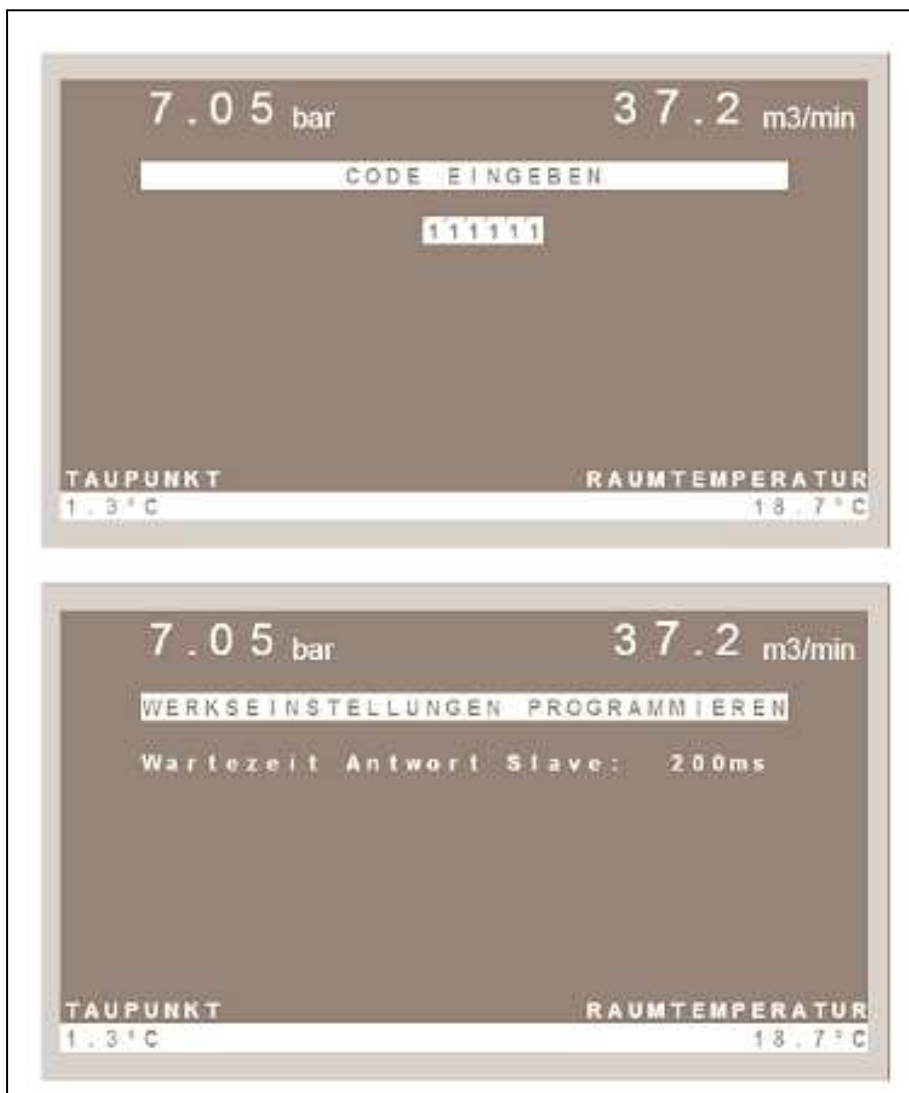 7.05 bar 37.2 m3/min
CODE EINGEBEN
111111
TAUPUNKT RAUMTEMPERATUR
1.3°C 18.7°C
7.05 bar 37.2 m3/min
WERKSEINSTELLUNGEN PROGRAMMIEREN
Wartezeit Antwort Slave: 200ms
TAUPUNKT RAUMTEMPERATUR
1.3°C 18.7°C